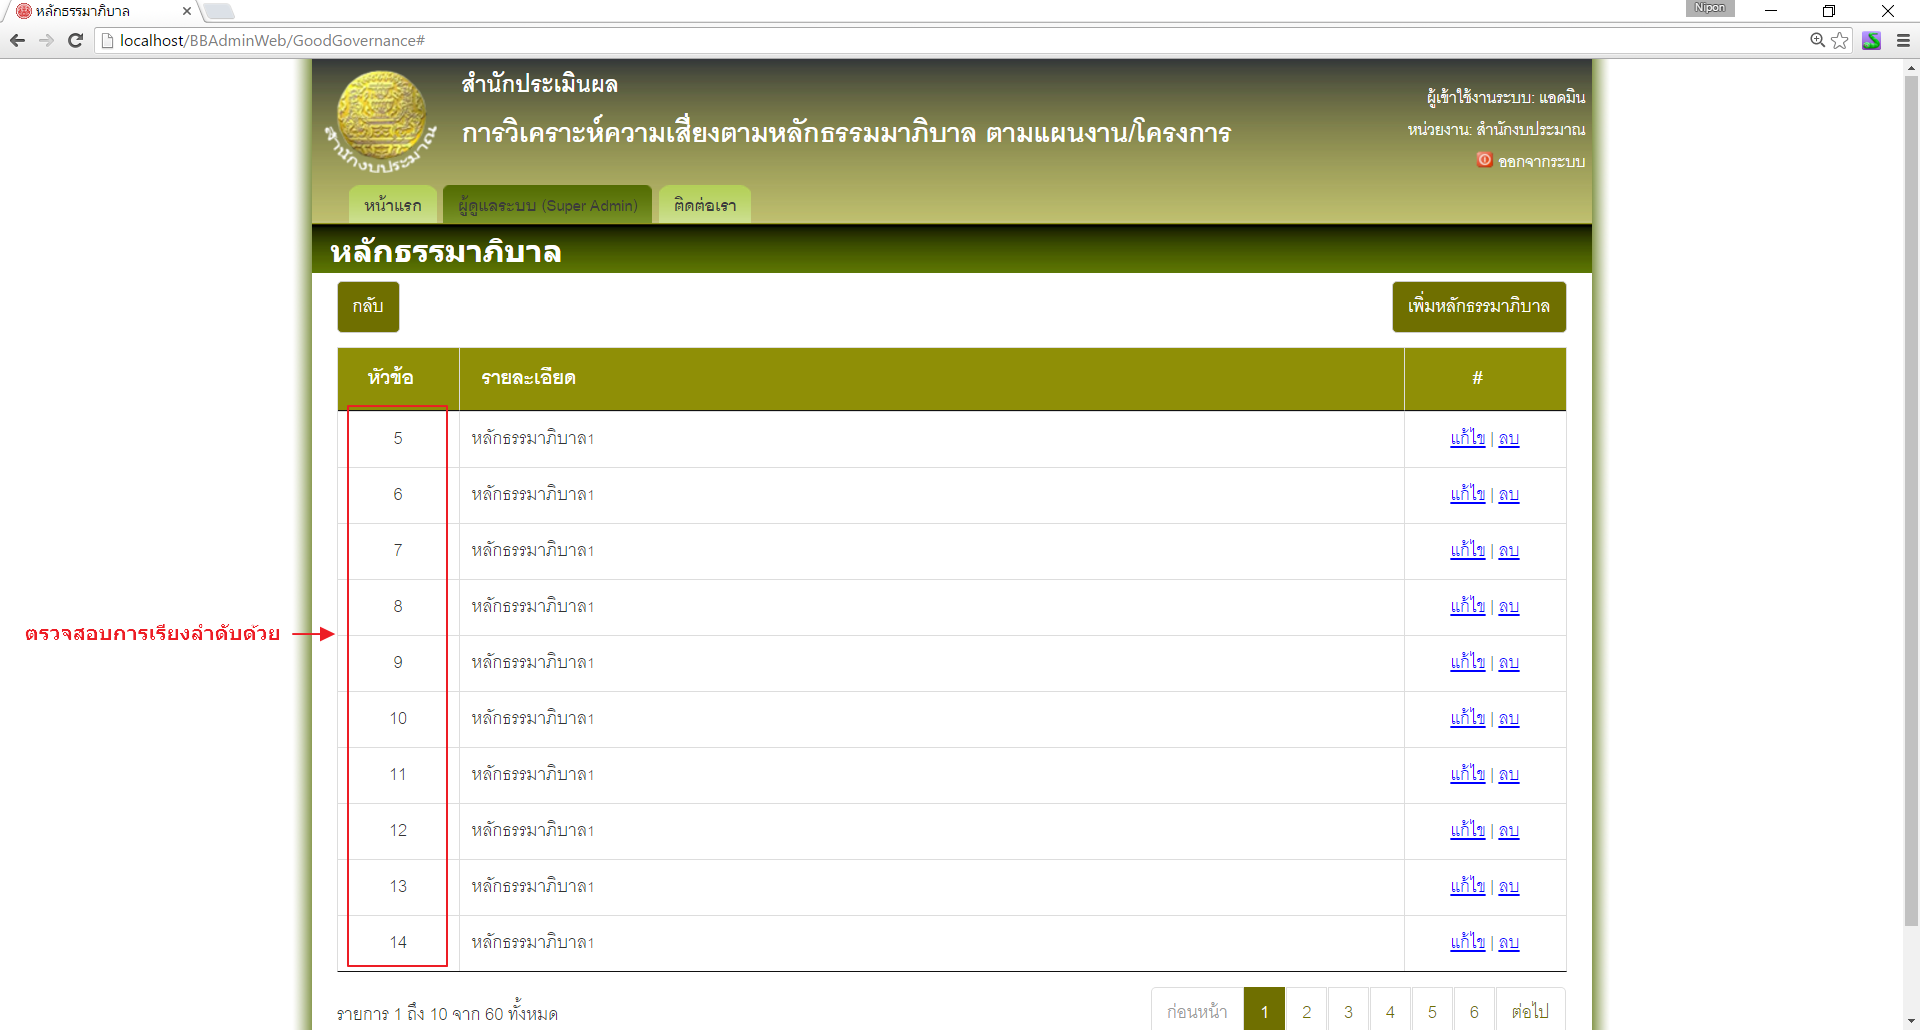 หลักธรรมาภิบาล
Nipon
localhost/BBAdminWeb/GoodGovernance#
สำนักงบประมาณ
สำนักประเมินผล
การวิเคราะห์ความเสี่ยงตามหลักธรรมมาภิบาล ตามแผนงาน/โครงการ
ผู้เข้าใช้งานระบบ: แอดมิน
หน่วยงาน: สำนักงบประมาณ
ออกจากระบบ
หน้าแรก ผู้ดูแลระบบ (Super Admin) ติดต่อเรา
หลักธรรมาภิบาล
กลับ เพิ่มหลักธรรมาภิบาล
หัวข้อ รายละเอียด #
5 หลักธรรมาภิบาล1 แก้ไข | ลบ
6 หลักธรรมาภิบาล1 แก้ไข | ลบ
7 หลักธรรมาภิบาล1 แก้ไข | ลบ
8 หลักธรรมาภิบาล1 แก้ไข | ลบ
ตรวจสอบการเรียงลำดับด้วย
9 หลักธรรมาภิบาล1 แก้ไข | ลบ
10 หลักธรรมาภิบาล1 แก้ไข | ลบ
11 หลักธรรมาภิบาล1 แก้ไข | ลบ
12 หลักธรรมาภิบาล1 แก้ไข | ลบ
13 หลักธรรมาภิบาล1 แก้ไข | ลบ
14 หลักธรรมาภิบาล1 แก้ไข | ลบ
รายการ 1 ถึง 10 จาก 60 ทั้งหมด ก่อนหน้า 1 2 3 4 5 6 ต่อไป